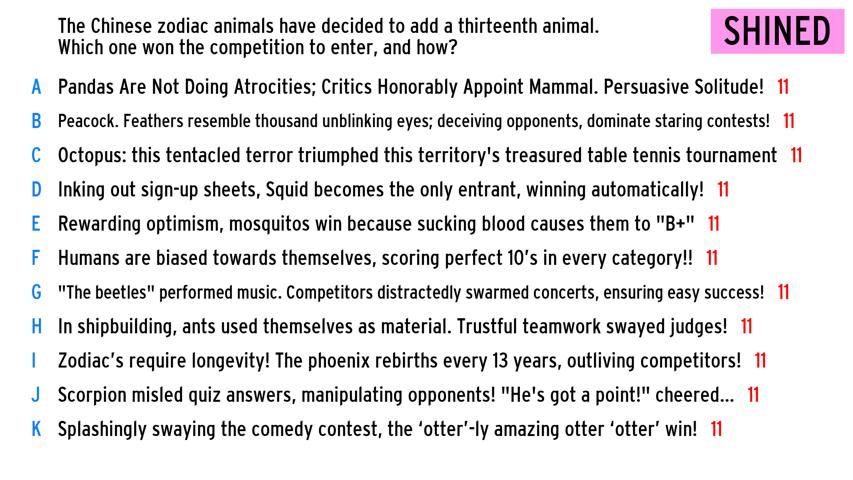 The Chinese zodiac animals have decided to add a thirteenth animal.
Which one won the competition to enter, and how?
SHINED
A Pandas Are Not Doing Atrocities; Critics Honorably Appoint Mammal. Persuasive Solitude! 11
B Peacock. Feathers resemble thousand unblinking eyes; deceiving opponents, dominate staring contests! 11
C Octopus: this tentacled terror triumphed this territory's treasured table tennis tournament 11
D Inking out sign-up sheets, Squid becomes the only entrant, winning automatically! 11
E Rewarding optimism, mosquitos win because sucking blood causes them to "B+" 11
F Humans are biased towards themselves, scoring perfect 10's in every category!! 11
G "The beetles" performed music. Competitors distractedly swarmed concerts, ensuring easy success! 11
H In shipbuilding, ants used themselves as material. Trustful teamwork swayed judges! 11
I Zodiac's require longevity! The phoenix rebirths every 13 years, outliving competitors! 11
J Scorpion misled quiz answers, manipulating opponents! "He's got a point!" cheered... 11
K Splashingly swaying the comedy contest, the ‘otter’-ly amazing otter ‘otter’ win! 11